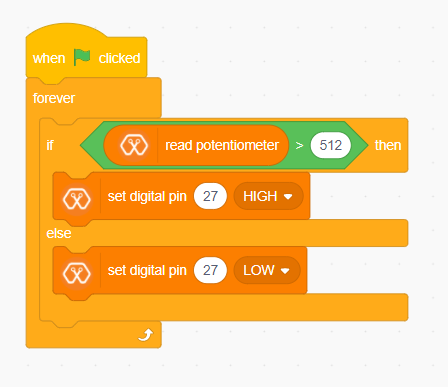 when clicked
forever
if read potentiometer > 512 then
set digital pin 27 HIGH
else
set digital pin 27 LOW